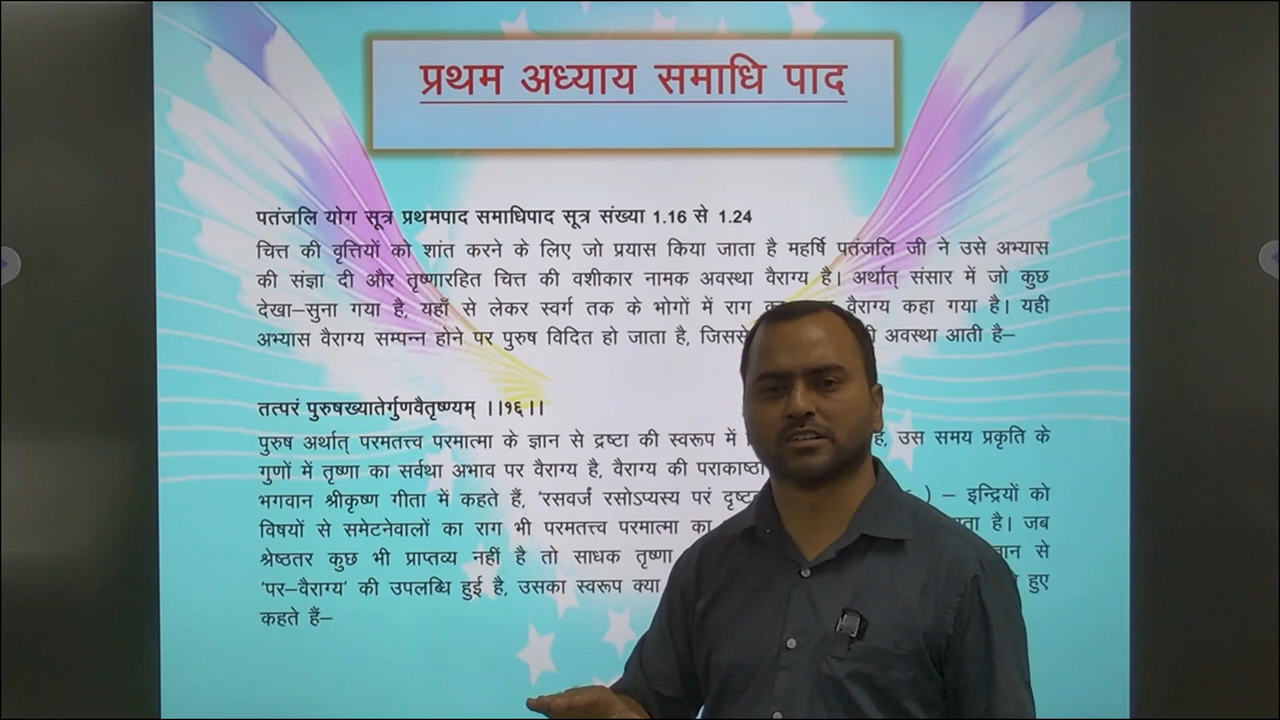 प्रथम अध्याय समाधि पाद
पतंजलि योग सूत्र प्रथमपाद समाधिपाद सूत्र संख्या 1.16 से 1.24
चित्त की वृत्तियों को शांत करने के लिए जो प्रयास किया जाता है महर्षि पतंजलि जी ने उसे अभ्यास
की संज्ञा दी और तृष्णारहित चित्त की वशीकार नामक अवस्था वैराग्य है। अर्थात् संसार में जो कुछ
देखा–सुना गया है, यहाँ से लेकर स्वर्ग तक के भोगों में राग वैराग्य कहा गया है। यही
अभ्यास वैराग्य सम्पन्न होने पर पुरुष विदित हो जाता है, जिससे अवस्था आती है–
तत्परं पुरुषख्यातेर्गुणवैतृष्ण्यम् ।।१६।।
पुरुष अर्थात् परमतत्त्व परमात्मा के ज्ञान से द्रष्टा की स्वरूप में उस समय प्रकृति के
गुणों में तृष्णा का सर्वथा अभाव पर वैराग्य है, वैराग्य की पराकाष्ठा
भगवान श्रीकृष्ण गीता में कहते हैं, 'रसवर्जं रसोऽप्यस्य परं ) – इन्द्रियों को
विषयों से समेटनेवालों का राग भी परमतत्त्व परमात्मा का है। जब
श्रेष्ठतर कुछ भी प्राप्तव्य नहीं है तो साधक तृष्णा से
'पर–वैराग्य' की उपलब्धि हुई है, उसका स्वरूप क्या हुए
कहते हैं–